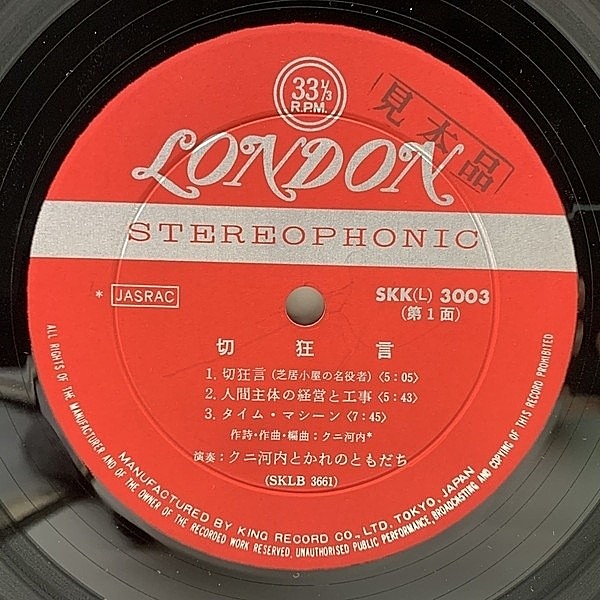 33 1/3
R.P.M.
見本品
LONDON
STEREOPHONIC
* JASRAC
SKK(L) 3003
(第1面)
切狂言
1. 切狂言 (芝居小屋の名役者) 〈5:05〉
2. 人間主体の経営と工事 〈5:43〉
3. タイム・マシーン 〈7:45〉
作詩・作曲・編曲:クニ河内*
演奏:クニ河内とかれのともだち
(SKLB 3661)
MANUFACTURED BY KING RECORD CO., LTD. TOKYO, JAPAN
ALL RIGHTS OF THE MANUFACTURER AND OF THE OWNER OF THE RECORDED WORK RESERVED, UNAUTHORISED PUBLIC PERFORMANCE, BROADCASTING AND COPYING OF THIS RECORD PROHIBITED